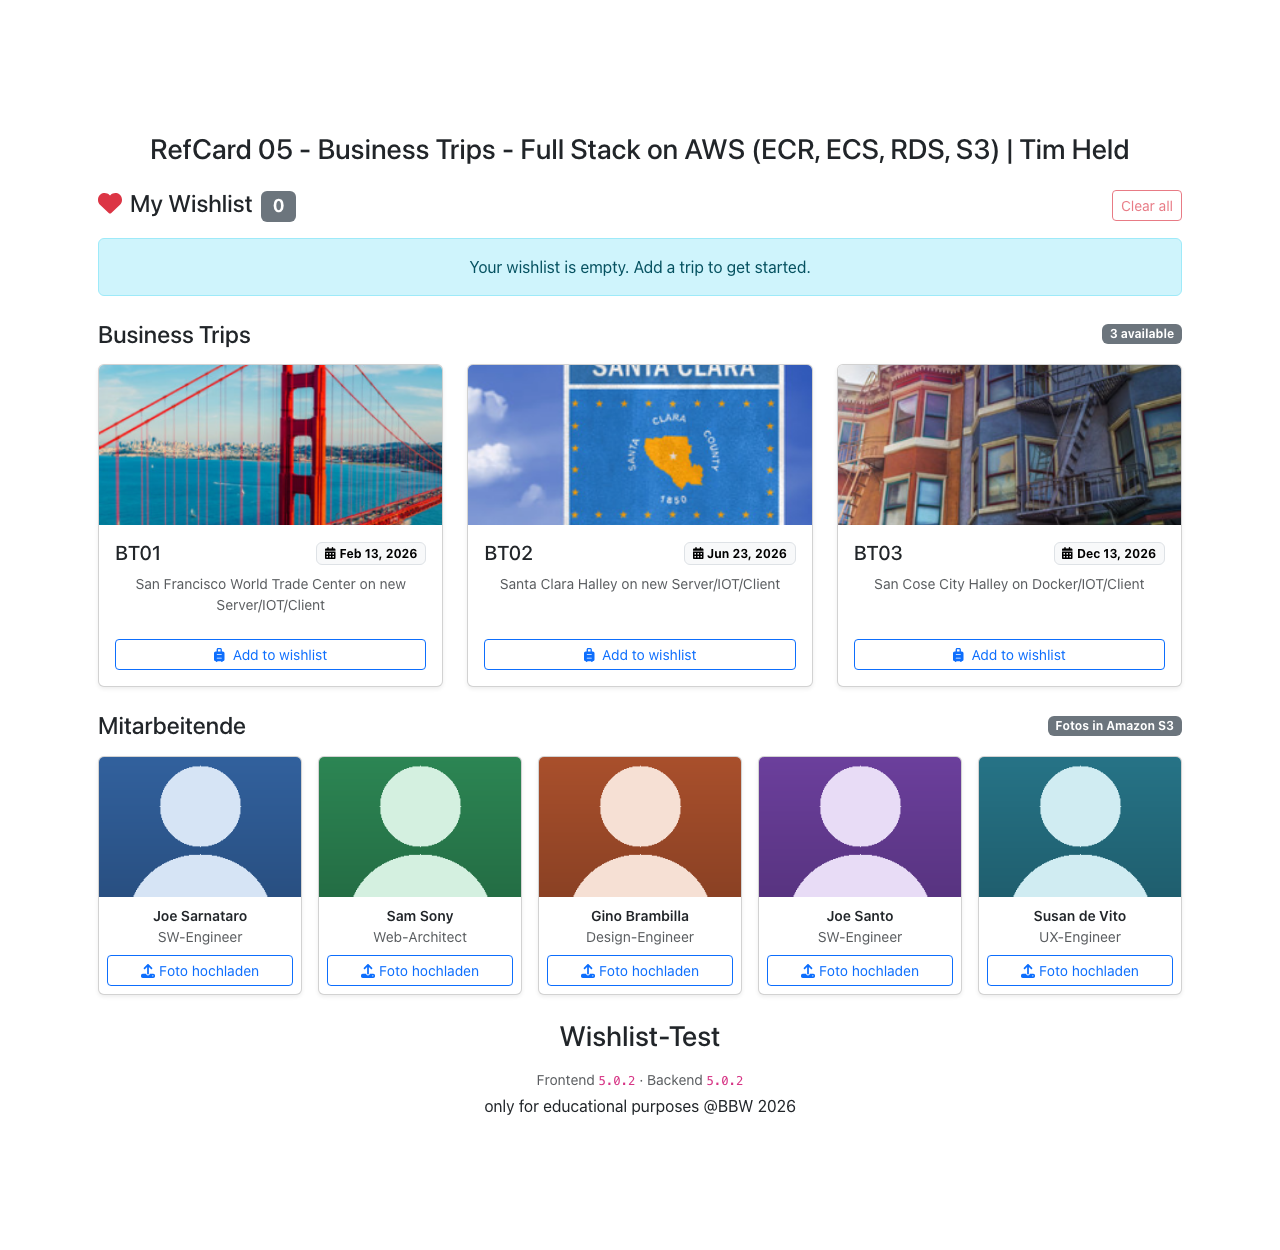 RefCard 05 - Business Trips - Full Stack on AWS (ECR, ECS, RDS, S3) | Tim Held
My Wishlist 0
Clear all
Your wishlist is empty. Add a trip to get started.
Business Trips
3 available
SANTA CLARA
SANTA CLARA COUNTY
1850
BT01
Feb 13, 2026
San Francisco World Trade Center on new
Server/IOT/Client
Add to wishlist
BT02
Jun 23, 2026
Santa Clara Halley on new Server/IOT/Client
Add to wishlist
BT03
Dec 13, 2026
San Cose City Halley on Docker/IOT/Client
Add to wishlist
Mitarbeitende
Fotos in Amazon S3
Joe Sarnataro
SW-Engineer
Foto hochladen
Sam Sony
Web-Architect
Foto hochladen
Gino Brambilla
Design-Engineer
Foto hochladen
Joe Santo
SW-Engineer
Foto hochladen
Susan de Vito
UX-Engineer
Foto hochladen
Wishlist-Test
Frontend 5.0.2 · Backend 5.0.2
only for educational purposes @BBW 2026